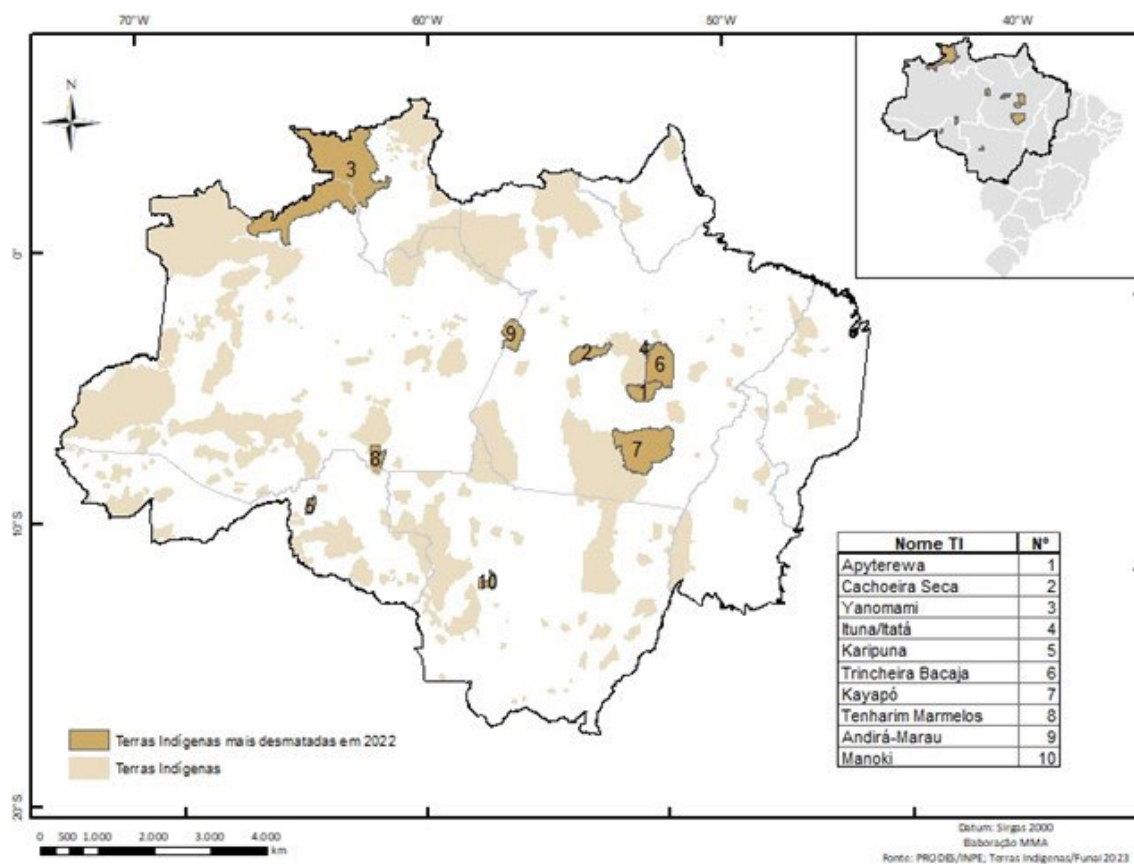 70°W 60°W 50°W 40°W
N
3
0°
9
2
4
6
1
7
8
5
10°S
10
Nome TI Nº
Apyterewa 1
Cachoeira Seca 2
Yanomami 3
Ituna/Itatá 4
Karipuna 5
Trincheira Bacaja 6
Kayapó 7
Tenharim Marmelos 8
Andirá-Marau 9
Manoki 10
Terras Indígenas mais desmatadas em 2022
Terras Indígenas
20°S
0 500 1.000 2.000 3.000 4.000
km
Datum: Sirgas 2000
Elaboração MMA
Fonte: PRODES/INPE; Terras Indígenas/Funai 2023